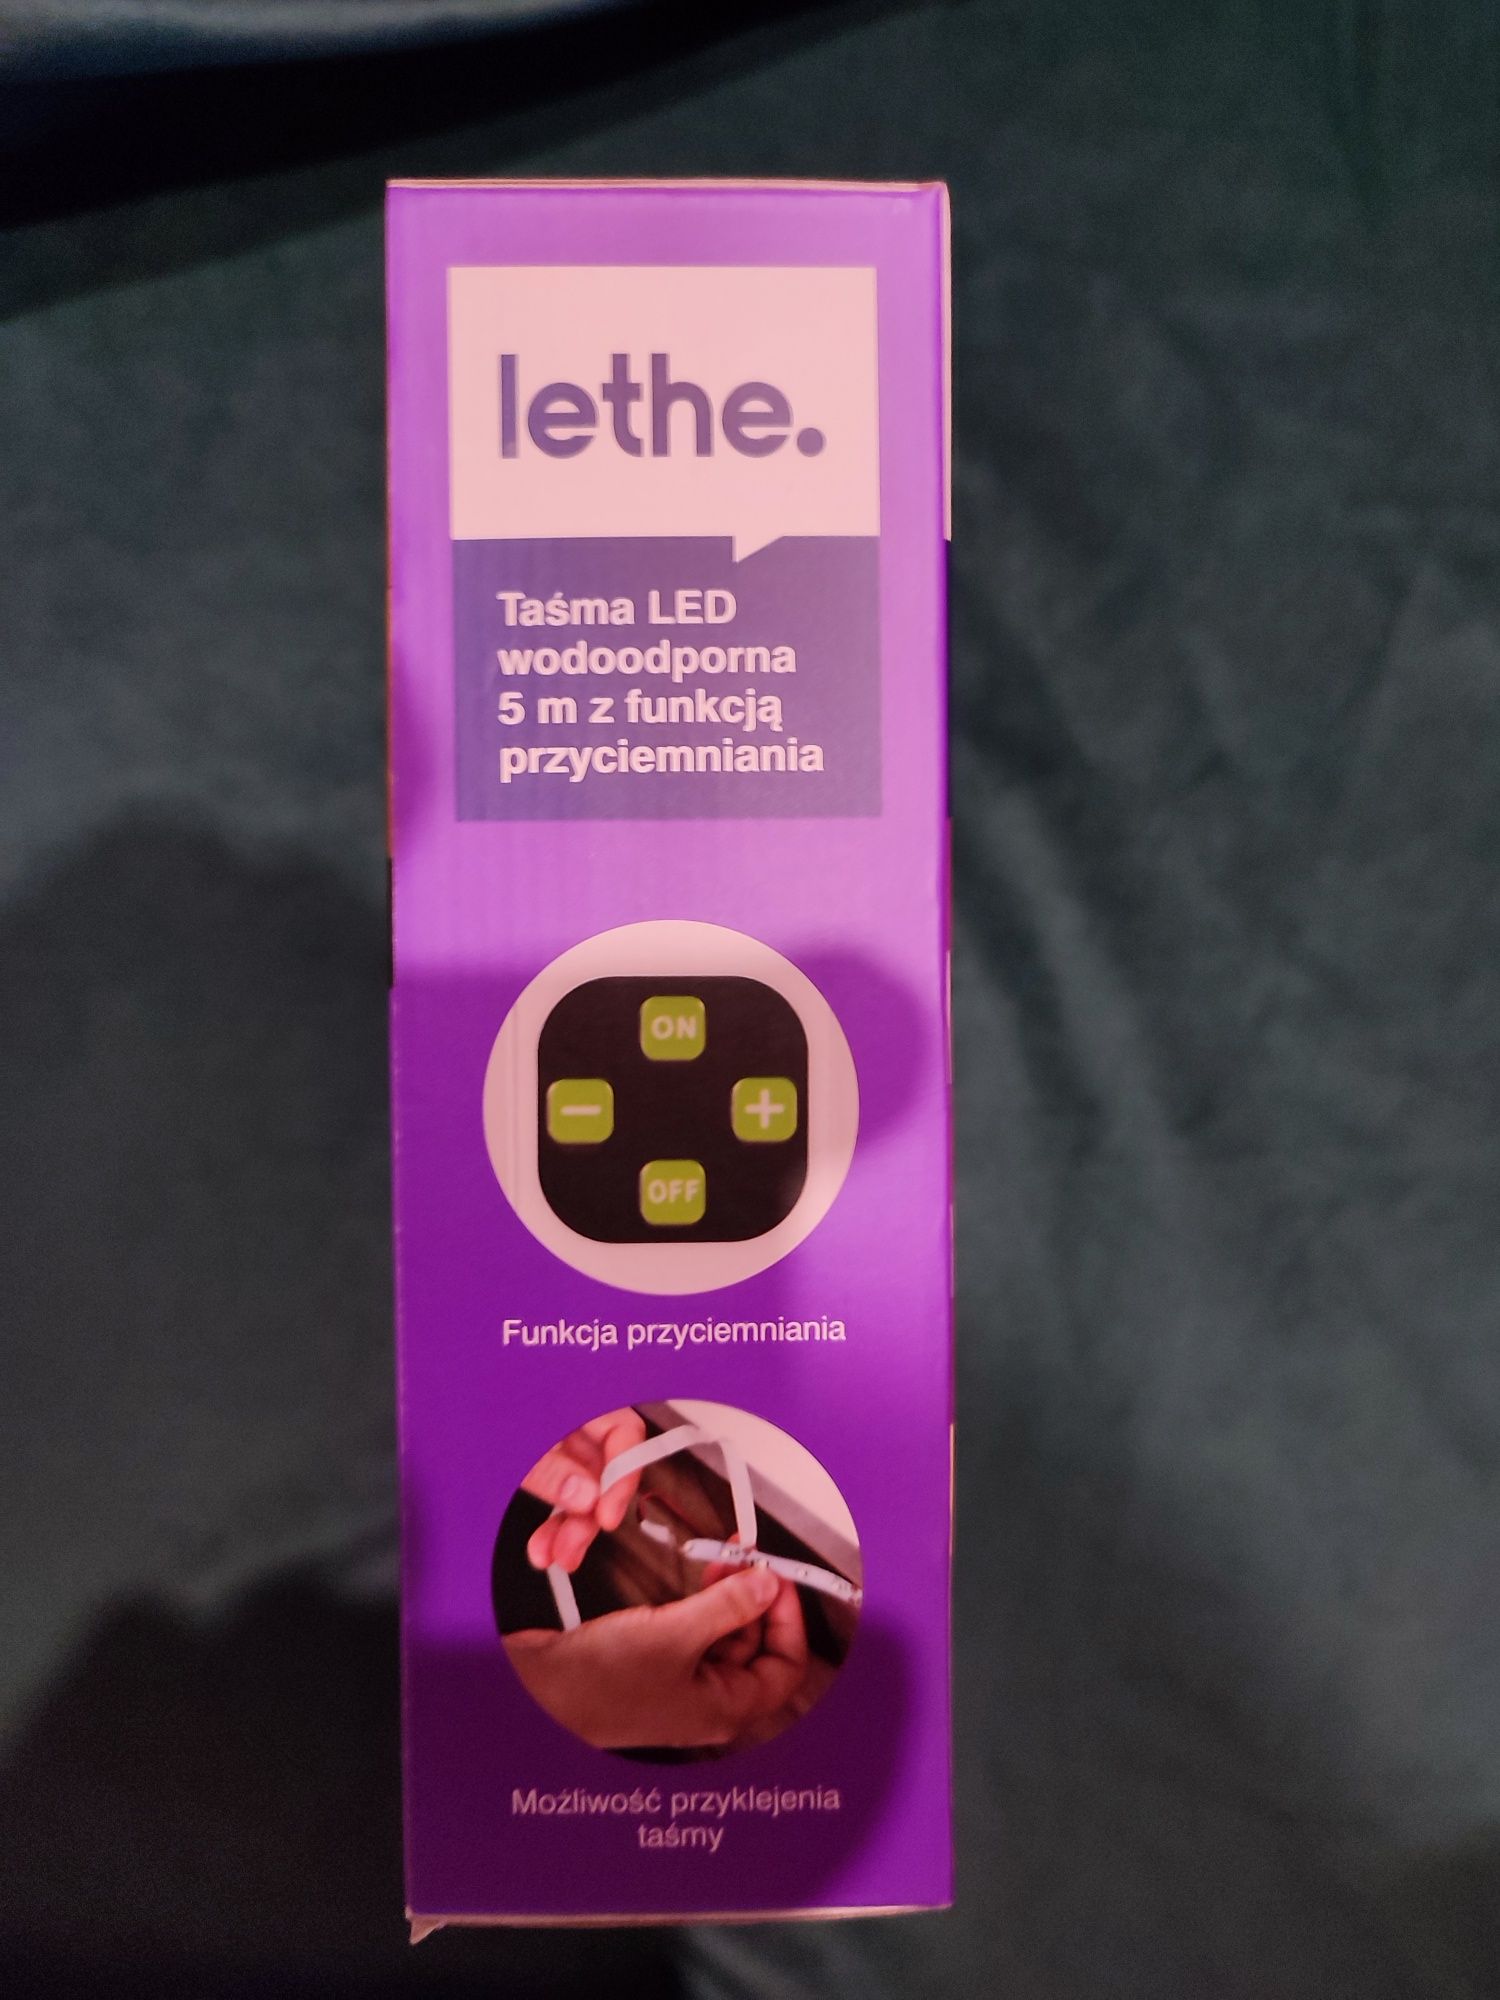 lethe.
Taśma LED
wodoodporna
5 m z funkcją
przyciemniania
ON
− +
OFF
Funkcja przyciemniania
Możliwość przyklejenia
taśmy